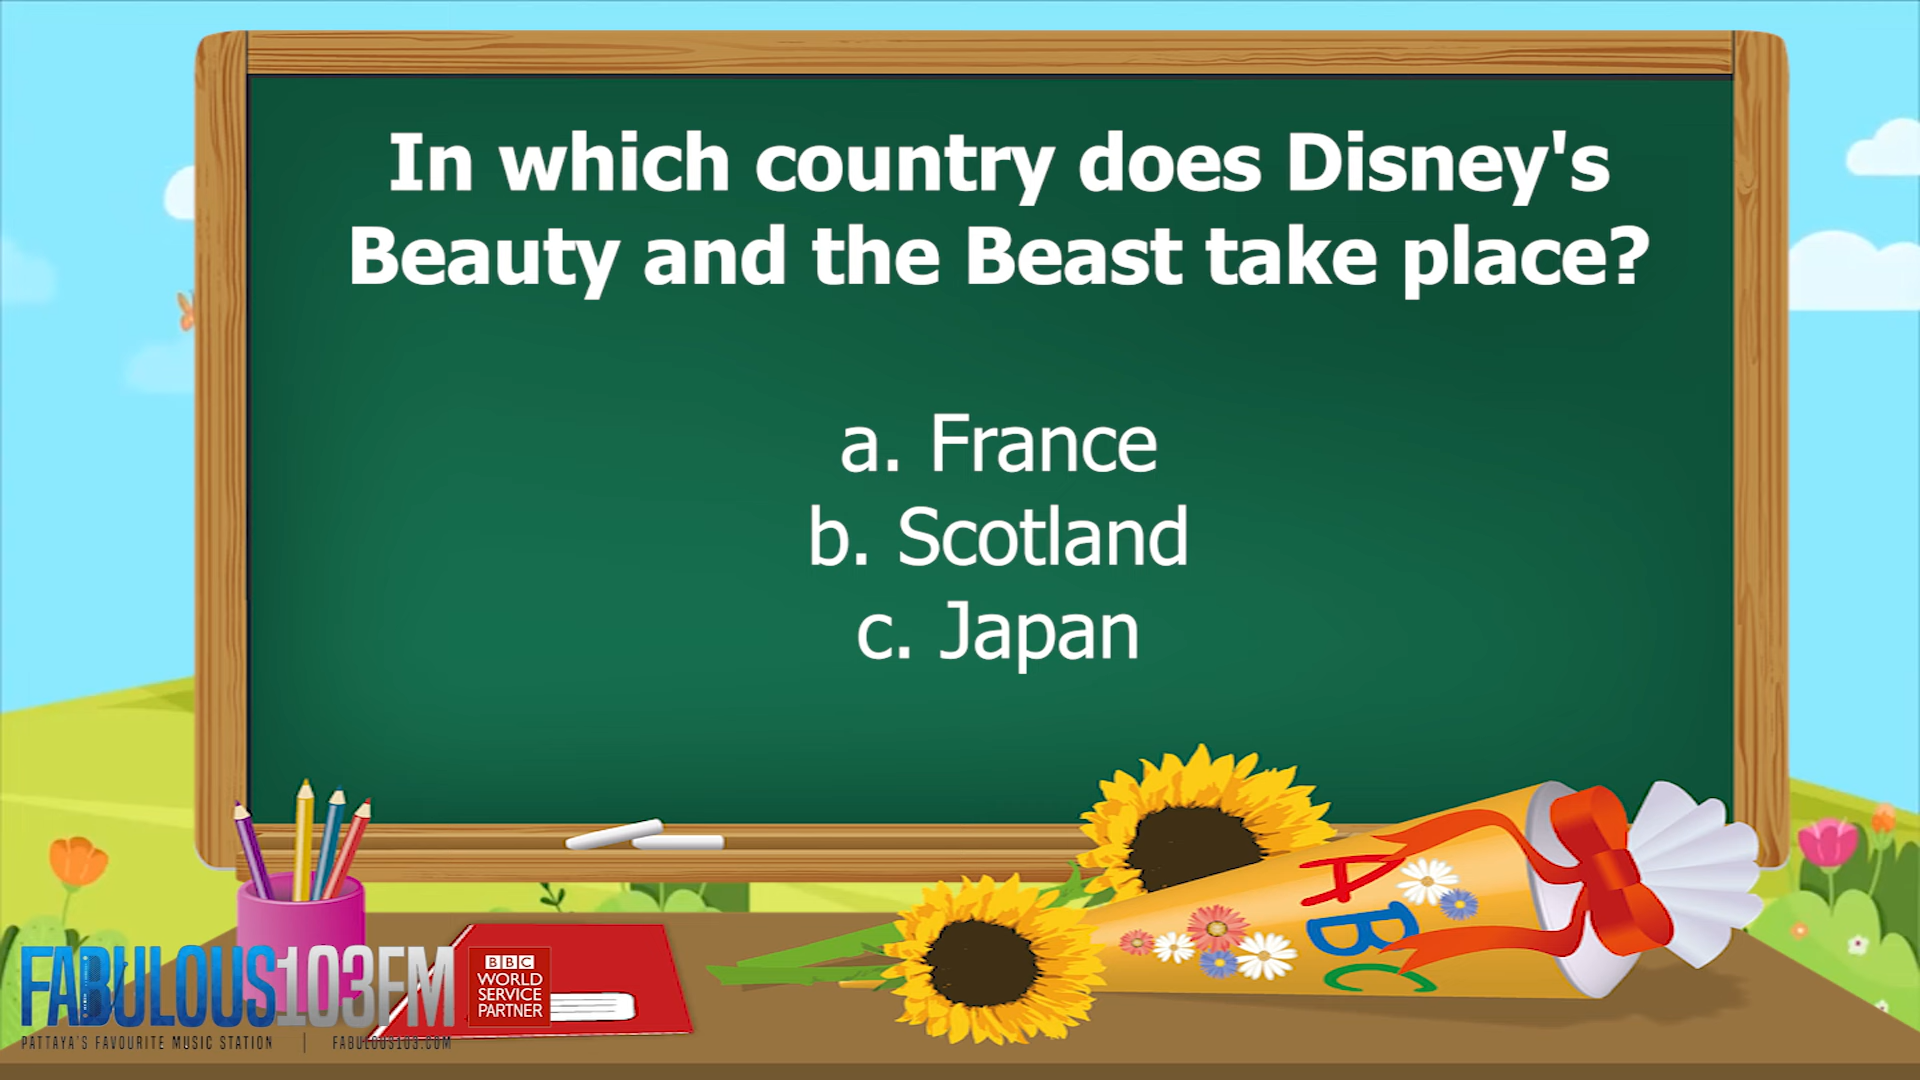 In which country does Disney's
Beauty and the Beast take place?
a. France
b. Scotland
c. Japan
ABC
FABULOUS103FM
PATTAYA'S FAVOURITE MUSIC STATION | FABULOUS103.COM
BBC
WORLD
SERVICE
PARTNER